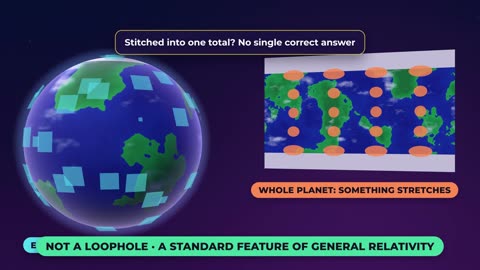 Stitched into one total? No single correct answer
WHOLE PLANET: SOMETHING STRETCHES
NOT A LOOPHOLE · A STANDARD FEATURE OF GENERAL RELATIVITY